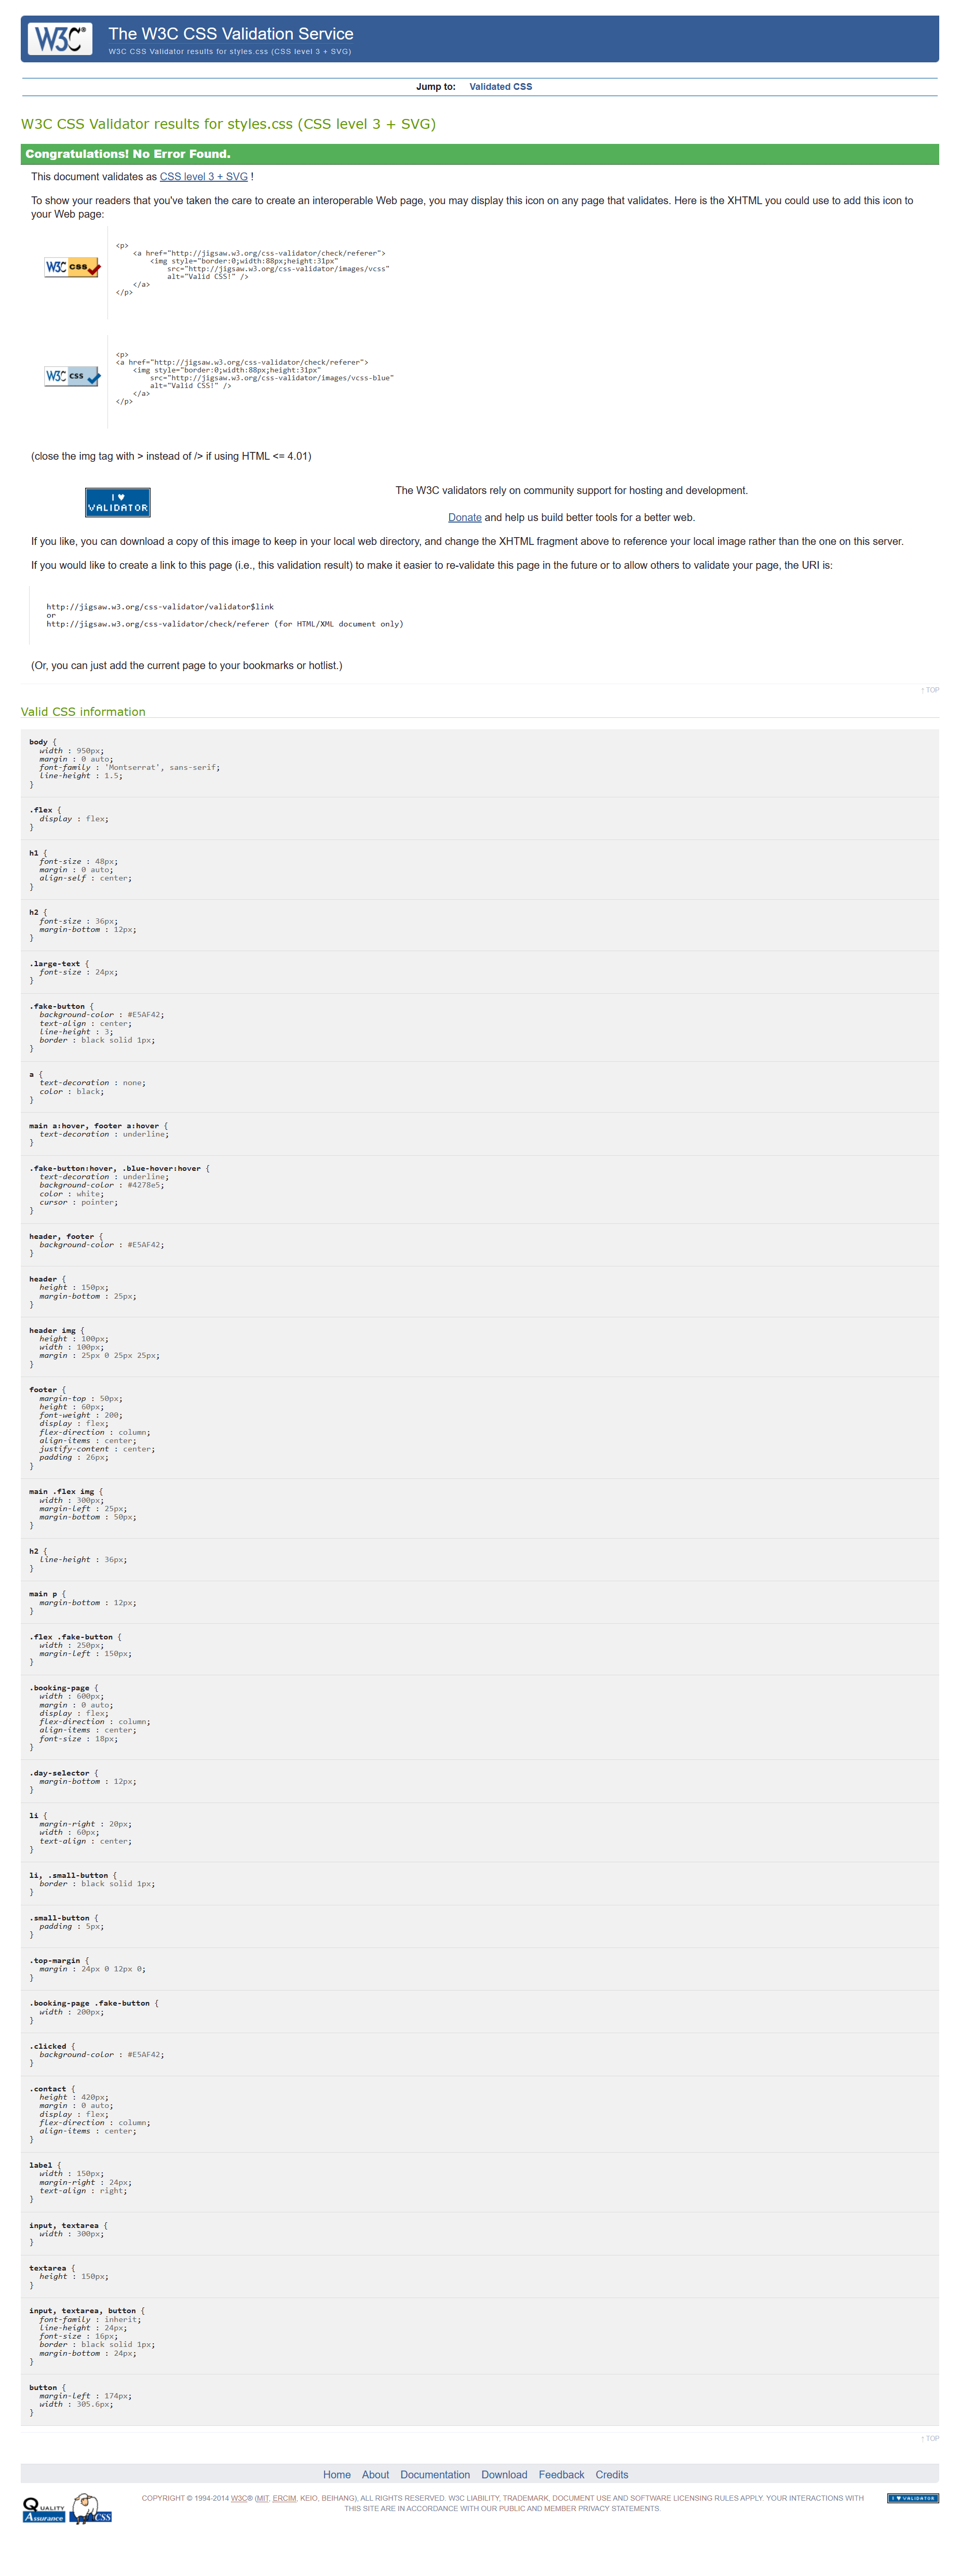 W3C®
The W3C CSS Validation Service
W3C CSS Validator results for styles.css (CSS level 3 + SVG)
Jump to: Validated CSS
W3C CSS Validator results for styles.css (CSS level 3 + SVG)
Congratulations! No Error Found.
This document validates as CSS level 3 + SVG !
To show your readers that you've taken the care to create an interoperable Web page, you may display this icon on any page that validates. Here is the XHTML you could use to add this icon to
your Web page:
W3C css
<p>
<a href="http://jigsaw.w3.org/css-validator/check/referer">
<img style="border:0;width:88px;height:31px"
src="http://jigsaw.w3.org/css-validator/images/vcss"
alt="Valid CSS!" />
</a>
</p>
W3C css
<p>
<a href="http://jigsaw.w3.org/css-validator/check/referer">
<img style="border:0;width:88px;height:31px"
src="http://jigsaw.w3.org/css-validator/images/vcss-blue"
alt="Valid CSS!" />
</a>
</p>
(close the img tag with > instead of /> if using HTML <= 4.01)
I ♥
VALIDATOR
The W3C validators rely on community support for hosting and development.
Donate and help us build better tools for a better web.
If you like, you can download a copy of this image to keep in your local web directory, and change the XHTML fragment above to reference your local image rather than the one on this server.
If you would like to create a link to this page (i.e., this validation result) to make it easier to re-validate this page in the future or to allow others to validate your page, the URI is:
http://jigsaw.w3.org/css-validator/validator$link
or
http://jigsaw.w3.org/css-validator/check/referer (for HTML/XML document only)
(Or, you can just add the current page to your bookmarks or hotlist.)
↑ TOP
Valid CSS information
body {
width : 950px;
margin : 0 auto;
font-family : 'Montserrat', sans-serif;
line-height : 1.5;
}
.flex {
display : flex;
}
h1 {
font-size : 48px;
margin : 0 auto;
align-self : center;
}
h2 {
font-size : 36px;
margin-bottom : 12px;
}
.large-text {
font-size : 24px;
}
.fake-button {
background-color : #E5AF42;
text-align : center;
line-height : 3;
border : black solid 1px;
}
a {
text-decoration : none;
color : black;
}
main a:hover, footer a:hover {
text-decoration : underline;
}
.fake-button:hover, .blue-hover:hover {
text-decoration : underline;
background-color : #4278e5;
color : white;
cursor : pointer;
}
header, footer {
background-color : #E5AF42;
}
header {
height : 150px;
margin-bottom : 25px;
}
header img {
height : 100px;
width : 100px;
margin : 25px 0 25px 25px;
}
footer {
margin-top : 50px;
height : 60px;
font-weight : 200;
display : flex;
flex-direction : column;
align-items : center;
justify-content : center;
padding : 26px;
}
main .flex img {
width : 300px;
margin-left : 25px;
margin-bottom : 50px;
}
h2 {
line-height : 36px;
}
main p {
margin-bottom : 12px;
}
.flex .fake-button {
width : 250px;
margin-left : 150px;
}
.booking-page {
width : 600px;
margin : 0 auto;
display : flex;
flex-direction : column;
align-items : center;
font-size : 18px;
}
.day-selector {
margin-bottom : 12px;
}
li {
margin-right : 20px;
width : 60px;
text-align : center;
}
li, .small-button {
border : black solid 1px;
}
.small-button {
padding : 5px;
}
.top-margin {
margin : 24px 0 12px 0;
}
.booking-page .fake-button {
width : 200px;
}
.clicked {
background-color : #E5AF42;
}
.contact {
height : 420px;
margin : 0 auto;
display : flex;
flex-direction : column;
align-items : center;
}
label {
width : 150px;
margin-right : 24px;
text-align : right;
}
input, textarea {
width : 300px;
}
textarea {
height : 150px;
}
input, textarea, button {
font-family : inherit;
line-height : 24px;
font-size : 16px;
border : black solid 1px;
margin-bottom : 24px;
}
button {
margin-left : 174px;
width : 305.6px;
}
↑ TOP
Home About Documentation Download Feedback Credits
QUALITY
Assurance
CSS
COPYRIGHT © 1994-2014 W3C® (MIT, ERCIM, KEIO, BEIHANG), ALL RIGHTS RESERVED. W3C LIABILITY, TRADEMARK, DOCUMENT USE AND SOFTWARE LICENSING RULES APPLY. YOUR INTERACTIONS WITH
THIS SITE ARE IN ACCORDANCE WITH OUR PUBLIC AND MEMBER PRIVACY STATEMENTS.
I ♥ VALIDATOR